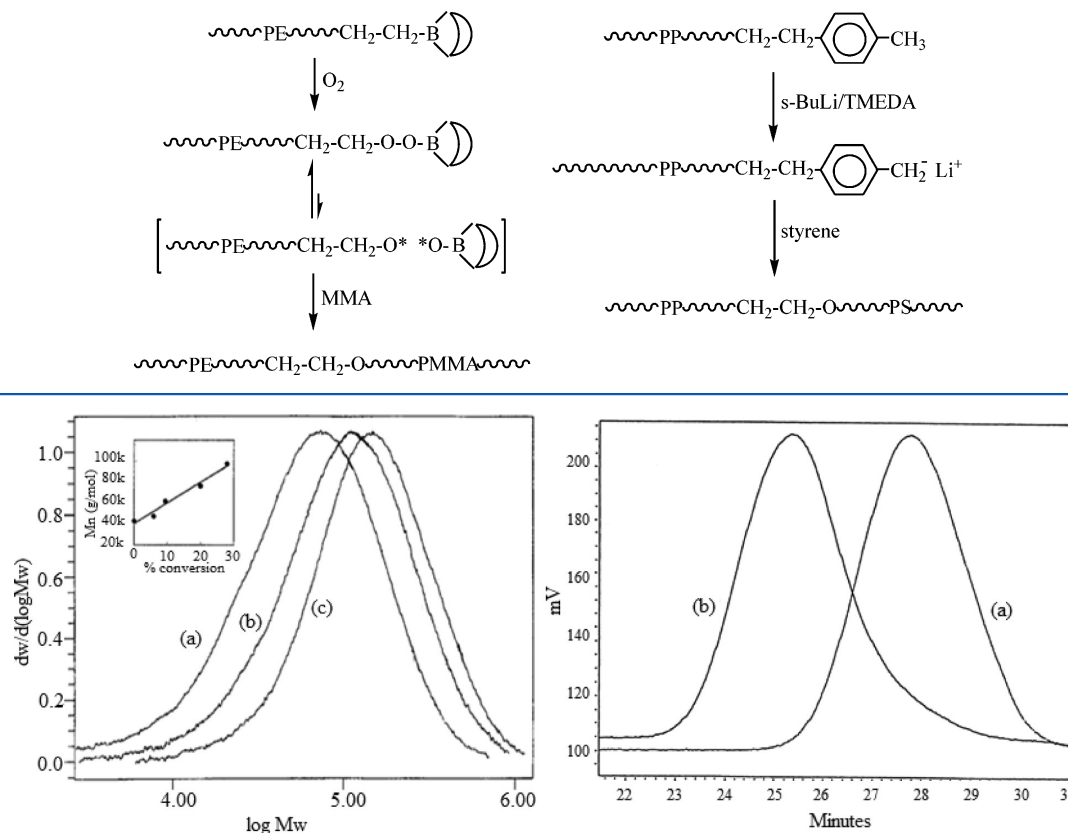 PE CH₂-CH₂-B
O₂
PE CH₂-CH₂-O-O-B
PE CH₂-CH₂-O* *O-B
MMA
PE CH₂-CH₂-O PMMA
PP CH₂-CH₂ CH₃
s-BuLi/TMEDA
PP CH₂-CH₂ CH₂⁻ Li⁺
styrene
PP CH₂-CH₂-O PS
dw/d(logMw)
1.0
0.8
0.6
0.4
0.2
0.0
Mn (g/mol)
100k
80k
60k
40k
20k
0 10 20 30
% conversion
(a) (b) (c)
4.00 5.00 6.00
log Mw
mV
200
180
160
140
120
100
(b) (a)
22 23 24 25 26 27 28 29 30 3
Minutes